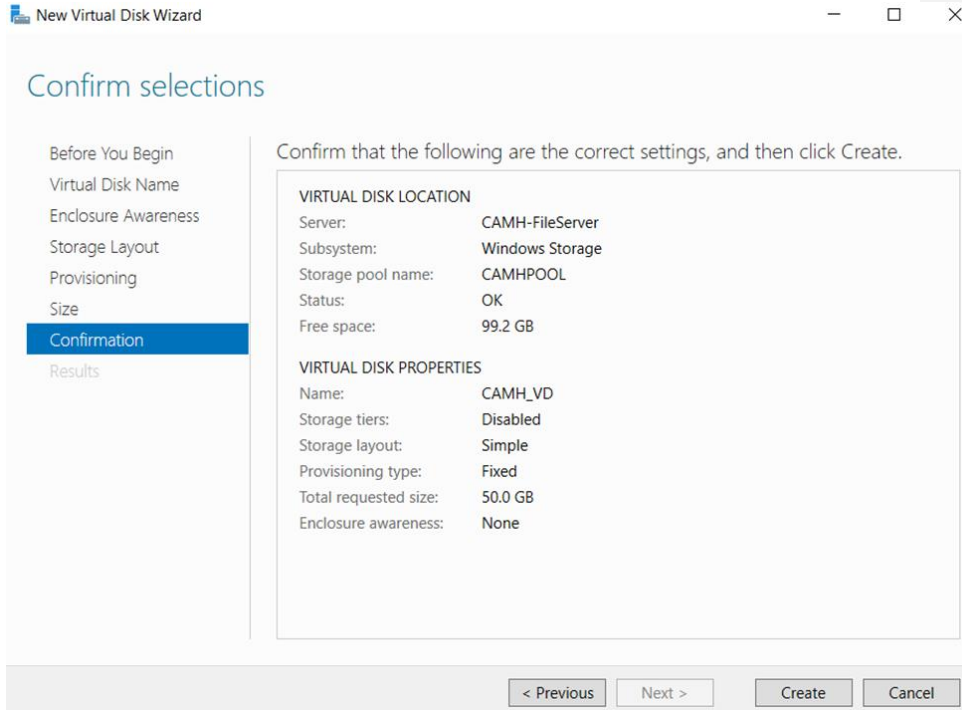 New Virtual Disk Wizard
Confirm selections
Before You Begin
Virtual Disk Name
Enclosure Awareness
Storage Layout
Provisioning
Size
Confirmation
Results
Confirm that the following are the correct settings, and then click Create.
VIRTUAL DISK LOCATION
Server: CAMH-FileServer
Subsystem: Windows Storage
Storage pool name: CAMHPOOL
Status: OK
Free space: 99.2 GB
VIRTUAL DISK PROPERTIES
Name: CAMH_VD
Storage tiers: Disabled
Storage layout: Simple
Provisioning type: Fixed
Total requested size: 50.0 GB
Enclosure awareness: None
< Previous Next > Create Cancel